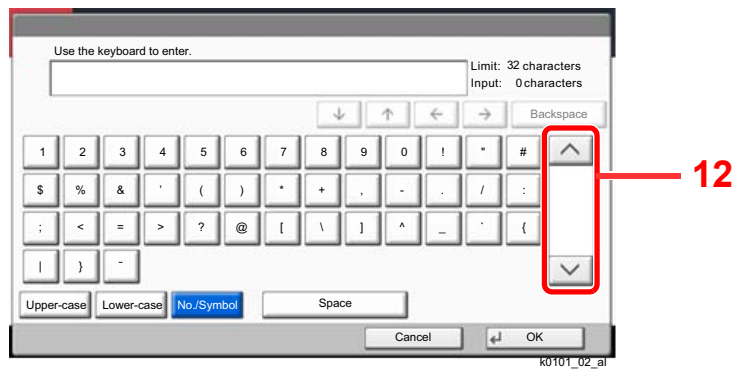 Use the keyboard to enter.
Limit: 32 characters
Input: 0 characters
Backspace
1 2 3 4 5 6 7 8 9 0 ! " #
$ % & ' ( ) * + , - . / :
12
; < = > ? @ [ \ ] ^ _ ` {
| } ~
Upper-case Lower-case No./Symbol Space
Cancel OK
k0101_02_al